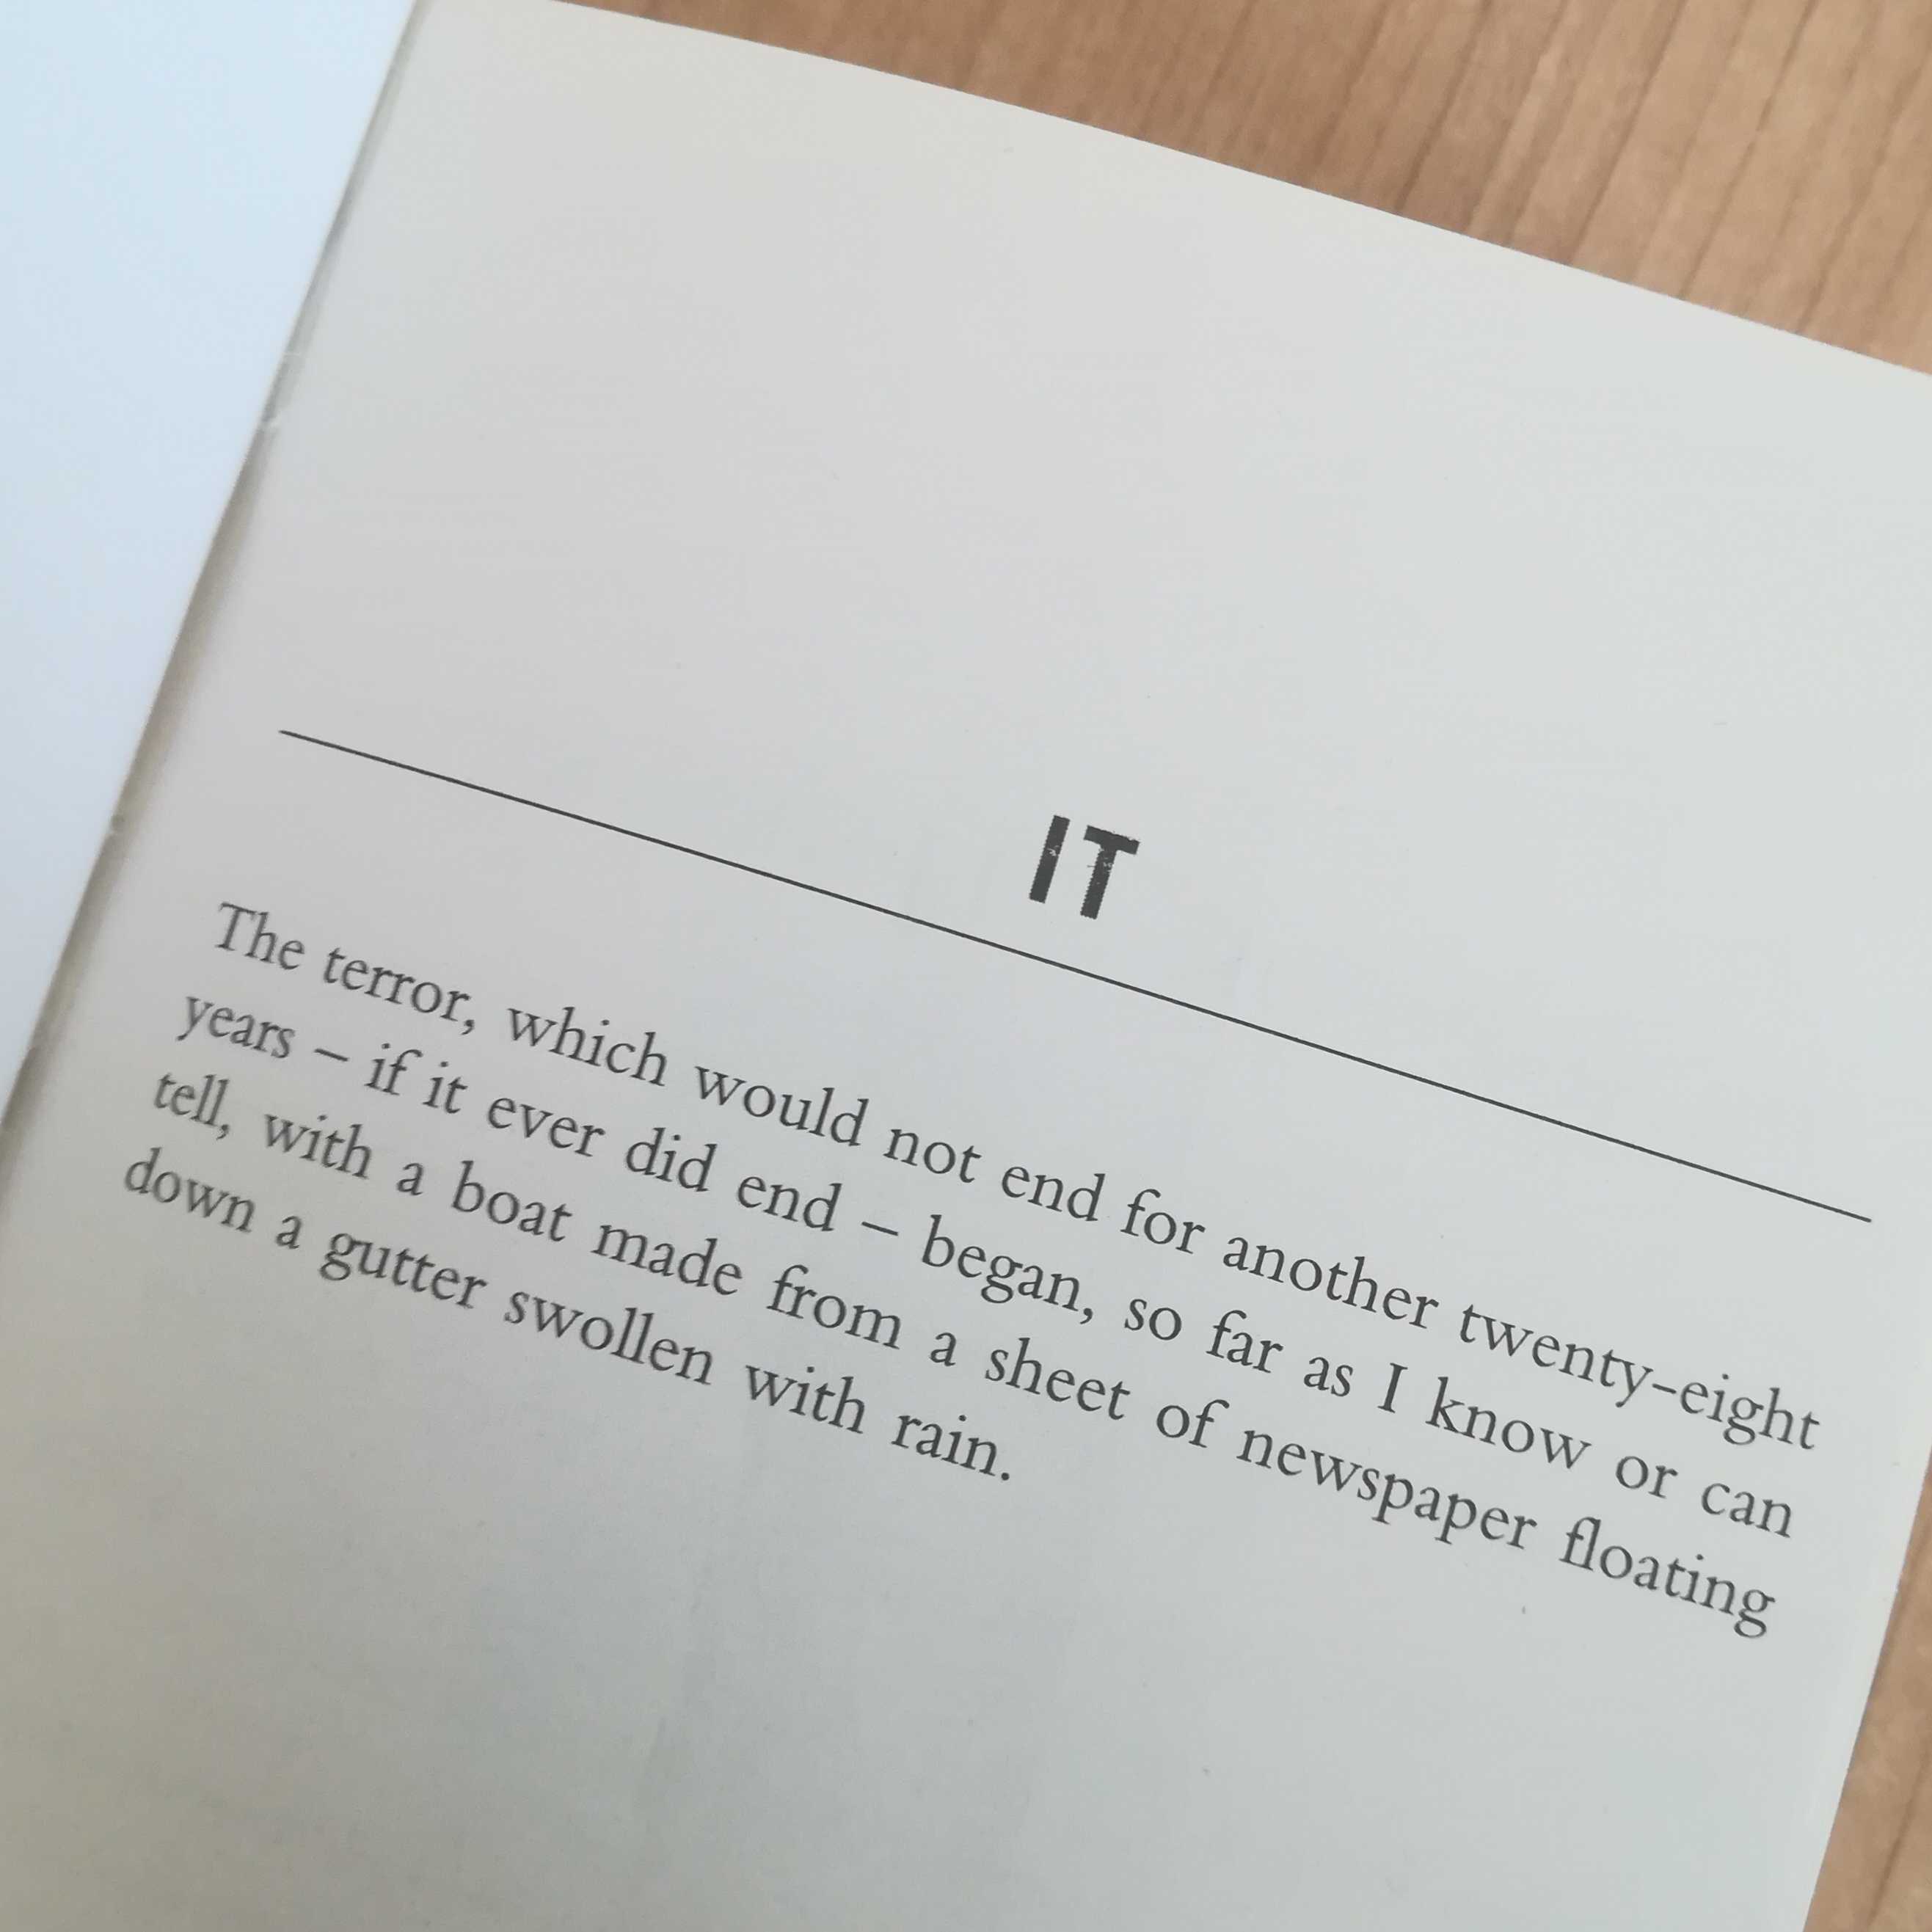 IT
The terror, which would not end for another twenty-eight
years – if it ever did end – began, so far as I know or can
tell, with a boat made from a sheet of newspaper floating
down a gutter swollen with rain.